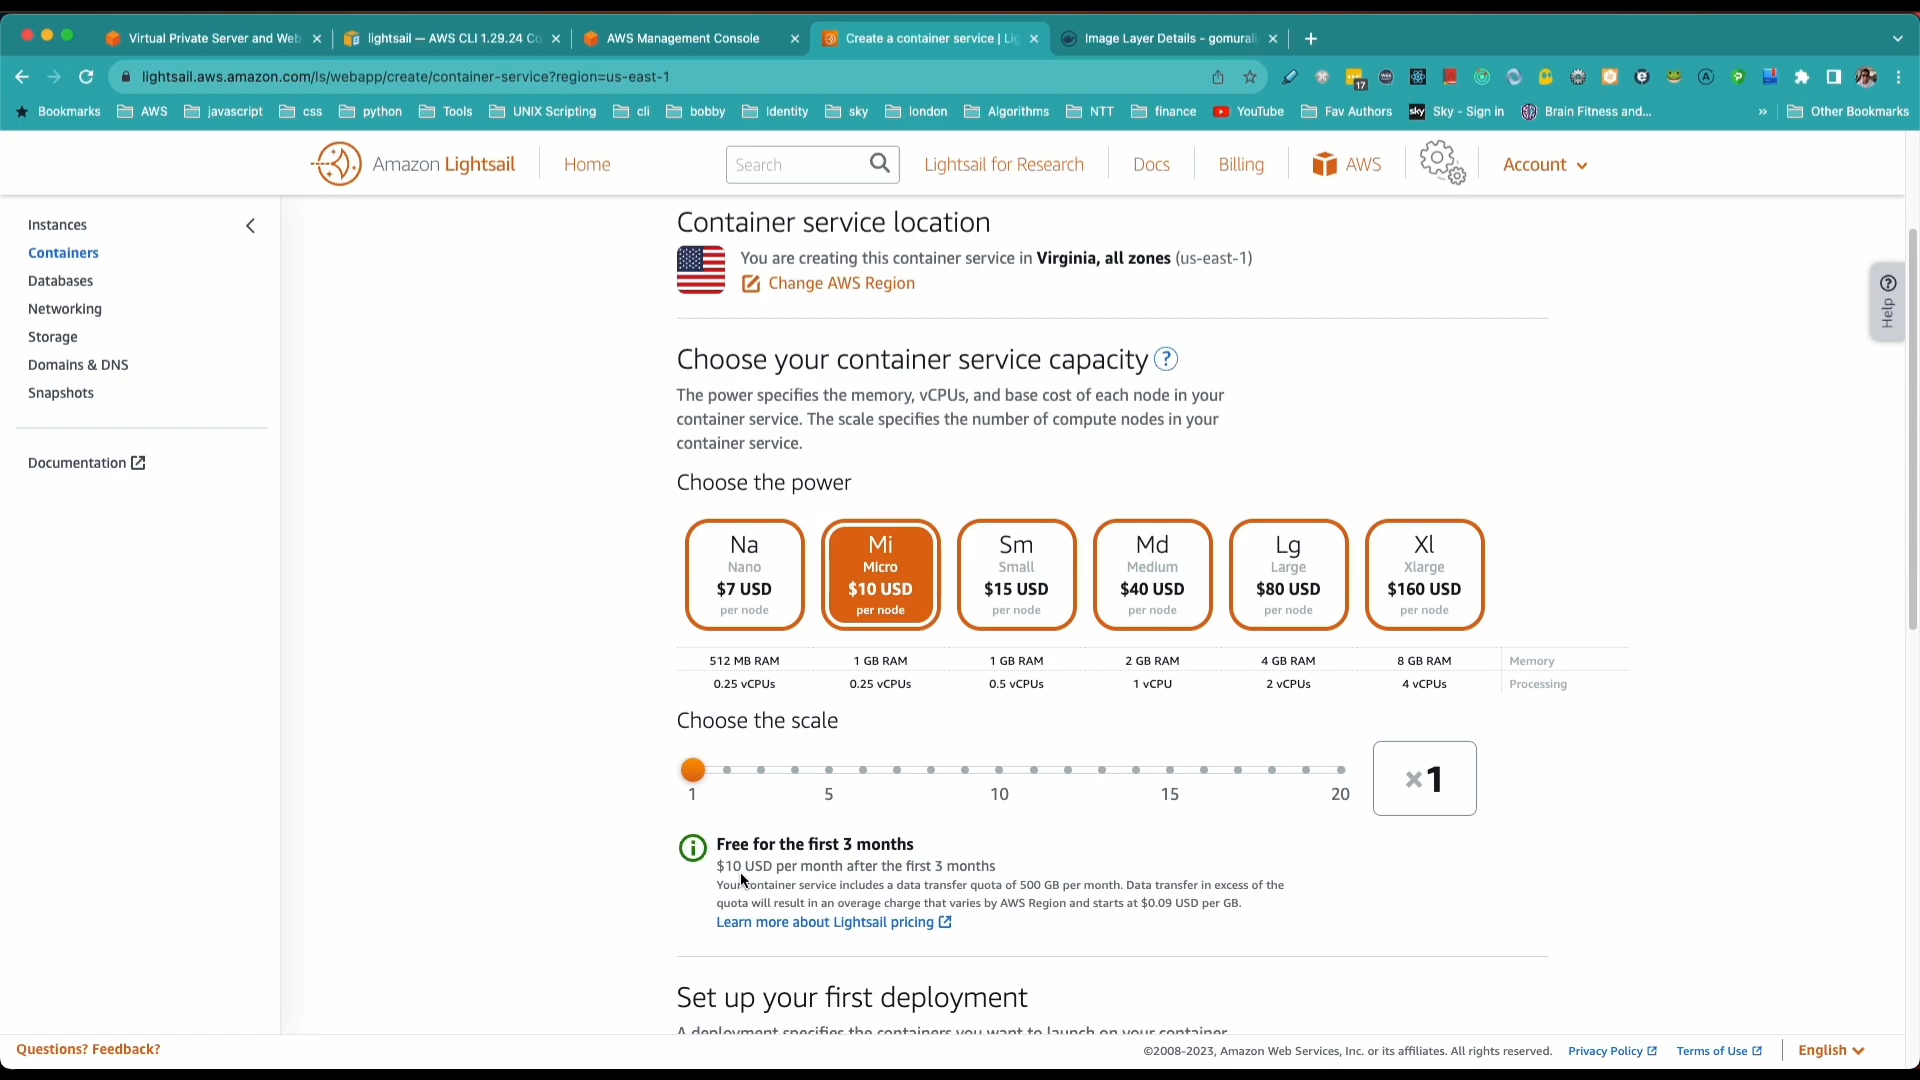 Virtual Private Server and Web
lightsail — AWS CLI 1.29.24 Co
AWS Management Console
Create a container service | Lig
Image Layer Details - gomurali
lightsail.aws.amazon.com/ls/webapp/create/container-service?region=us-east-1
17
Bookmarks
AWS
javascript
css
python
Tools
UNIX Scripting
cli
bobby
Identity
sky
london
Algorithms
NTT
finance
YouTube
Fav Authors
sky
Sky - Sign in
Brain Fitness and...
»
Other Bookmarks
Amazon Lightsail
Home
Search
Lightsail for Research
Docs
Billing
AWS
Account
Instances
Containers
Databases
Networking
Storage
Domains & DNS
Snapshots
Documentation
Container service location
You are creating this container service in Virginia, all zones (us-east-1)
Change AWS Region
Help
Choose your container service capacity
The power specifies the memory, vCPUs, and base cost of each node in your
container service. The scale specifies the number of compute nodes in your
container service.
Choose the power
Na
Nano
$7 USD
per node
Mi
Micro
$10 USD
per node
Sm
Small
$15 USD
per node
Md
Medium
$40 USD
per node
Lg
Large
$80 USD
per node
Xl
Xlarge
$160 USD
per node
512 MB RAM 1 GB RAM 1 GB RAM 2 GB RAM 4 GB RAM 8 GB RAM Memory
0.25 vCPUs 0.25 vCPUs 0.5 vCPUs 1 vCPU 2 vCPUs 4 vCPUs Processing
Choose the scale
1 5 10 15 20
×1
Free for the first 3 months
$10 USD per month after the first 3 months
Your container service includes a data transfer quota of 500 GB per month. Data transfer in excess of the
quota will result in an overage charge that varies by AWS Region and starts at $0.09 USD per GB.
Learn more about Lightsail pricing
Set up your first deployment
A deployment specifies the containers you want to launch on your container
Questions? Feedback?
©2008-2023, Amazon Web Services, Inc. or its affiliates. All rights reserved.
Privacy Policy
Terms of Use
English